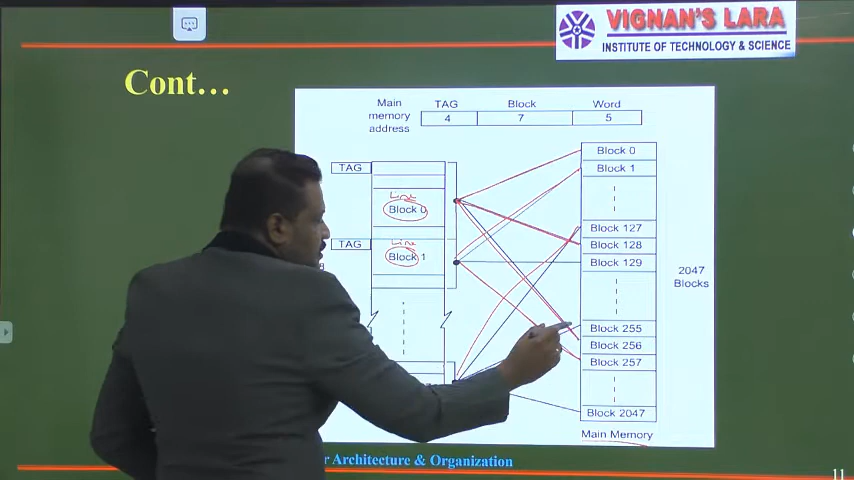 VIGNAN'S LARA
INSTITUTE OF TECHNOLOGY & SCIENCE
Cont...
Main memory address
TAG Block Word
4 7 5
TAG
Line
Block 0
TAG
Line
Block 1
Block 0
Block 1
Block 127
Block 128
Block 129
Block 255
Block 256
Block 257
Block 2047
2047
Blocks
Main Memory
Architecture & Organization
11